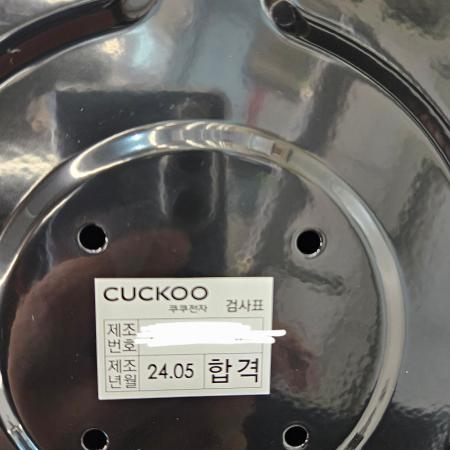 CUCKOO
쿠쿠전자 검사표
제조
번호
제조
년월 24.05 합격